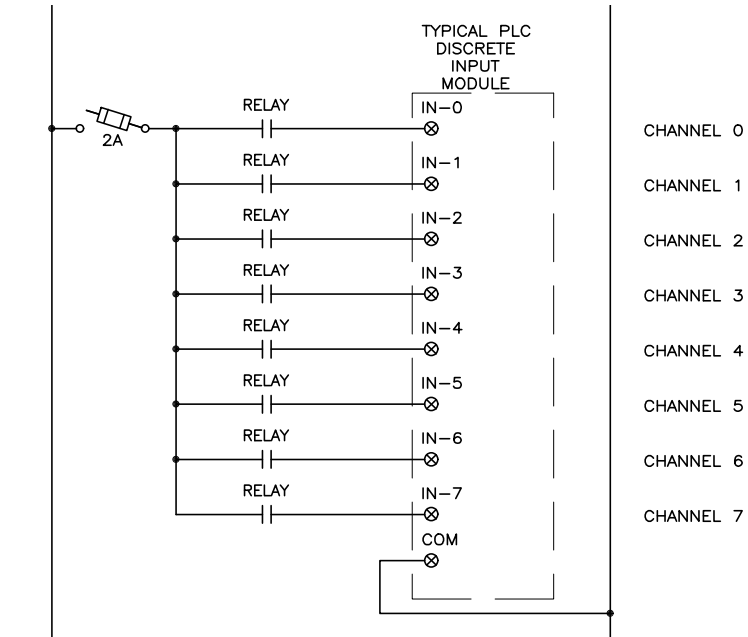 TYPICAL PLC
DISCRETE
INPUT
MODULE
RELAY
IN-0
CHANNEL 0
2A
RELAY
IN-1
CHANNEL 1
RELAY
IN-2
CHANNEL 2
RELAY
IN-3
CHANNEL 3
RELAY
IN-4
CHANNEL 4
RELAY
IN-5
CHANNEL 5
RELAY
IN-6
CHANNEL 6
RELAY
IN-7
CHANNEL 7
COM